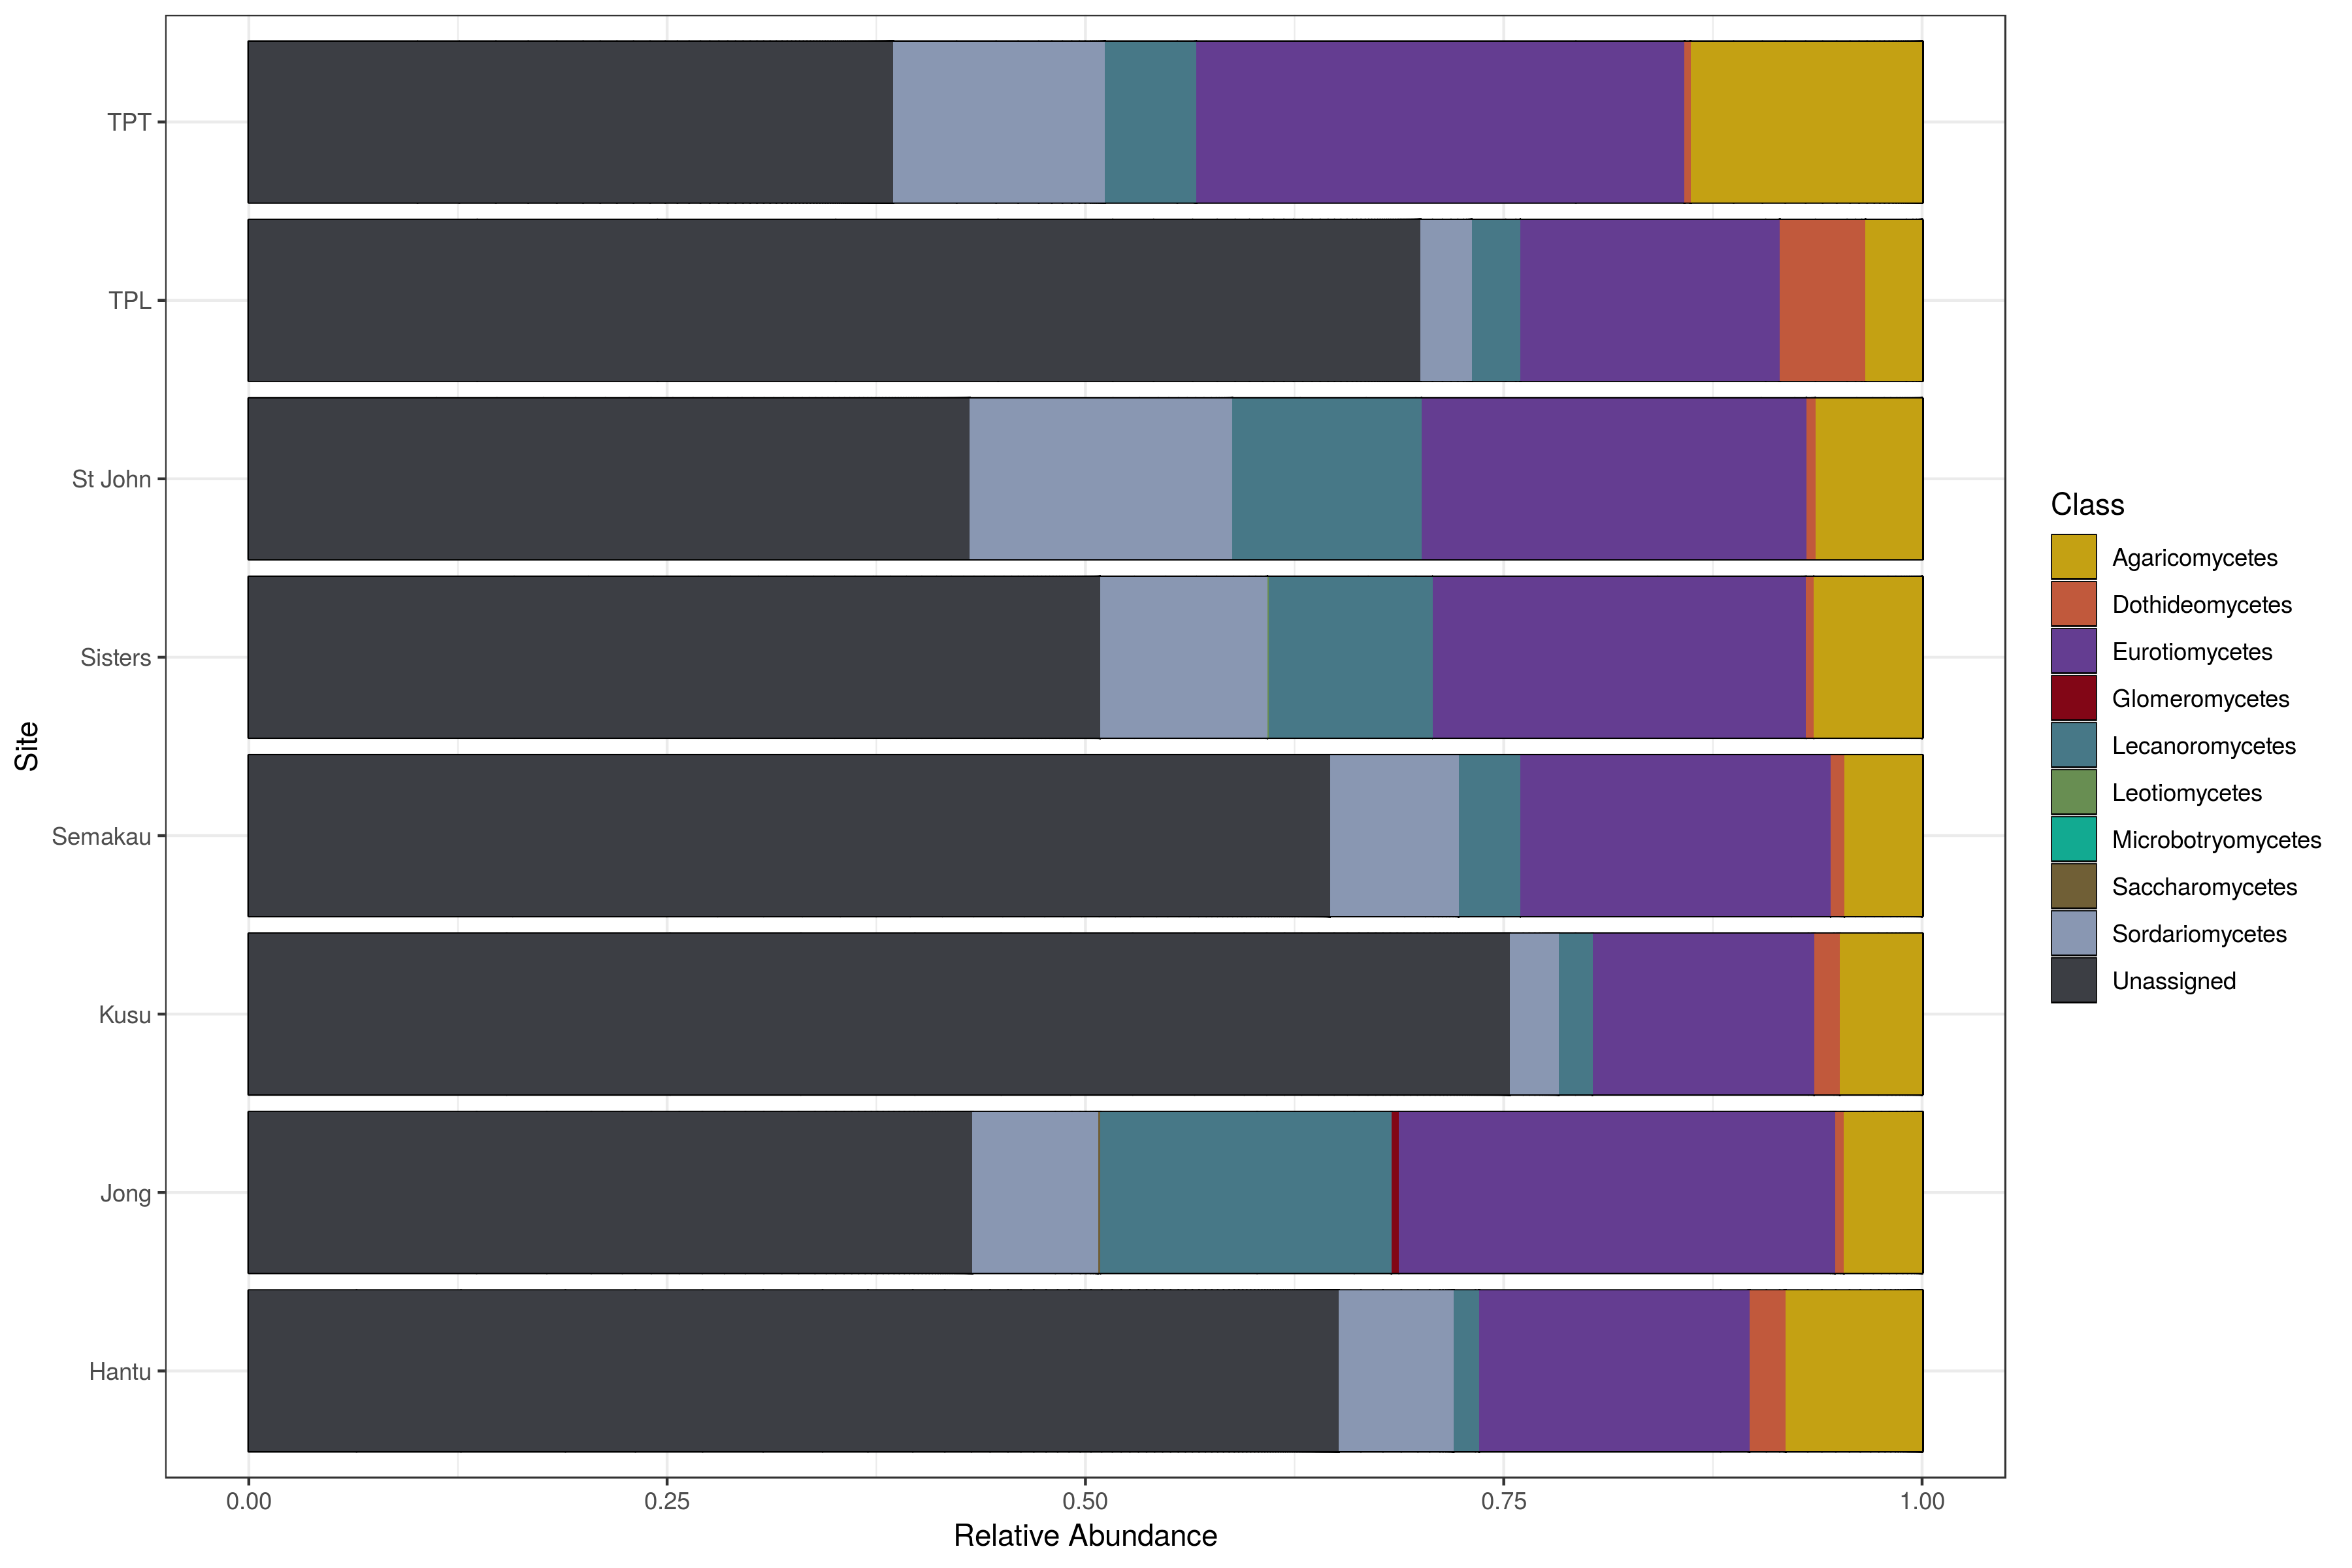 TPT
TPL
St John
Sisters
Semakau
Kusu
Jong
Hantu
Site
0.00 0.25 0.50 0.75 1.00
Relative Abundance
Class
Agaricomycetes
Dothideomycetes
Eurotiomycetes
Glomeromycetes
Lecanoromycetes
Leotiomycetes
Microbotryomycetes
Saccharomycetes
Sordariomycetes
Unassigned